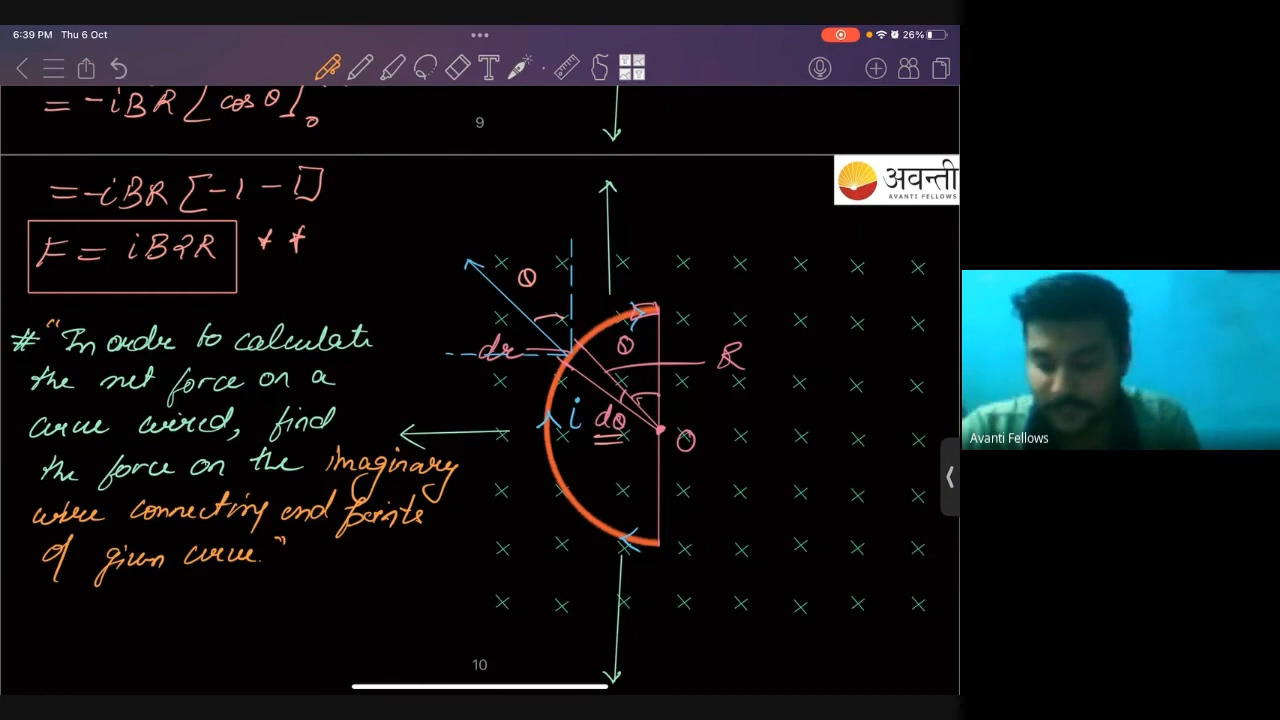 6:39 PM Thu 6 Oct
26%
= -iBR [cos θ]₀
9
= -iBR [-1 - 1]
F = iB2R **
अवन्ती
AVANTI FELLOWS
# "In order to calculate
the net force on a
curve wired, find
the force on the imaginary
wire connecting end points
of given curve."
θ
dr
θ
R
i
dθ
O
Avanti Fellows
10